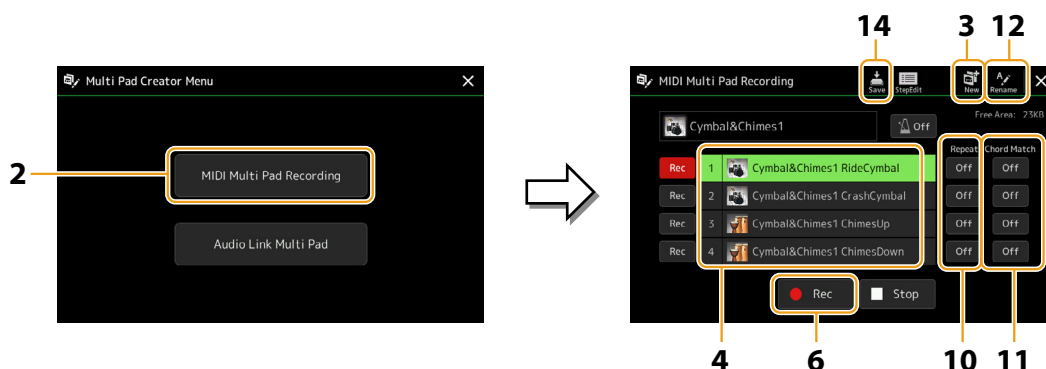 14 3 12
Multi Pad Creator Menu
MIDI Multi Pad Recording
Save StepEdit New Rename
Free Area: 23KB
Cymbal&Chimes1 Off
Repeat Chord Match
2 MIDI Multi Pad Recording
Rec 1 Cymbal&Chimes1 RideCymbal Off Off
Rec 2 Cymbal&Chimes1 CrashCymbal Off Off
Rec 3 Cymbal&Chimes1 ChimesUp Off Off
Audio Link Multi Pad
Rec 4 Cymbal&Chimes1 ChimesDown Off Off
Rec Stop
4 6 10 11